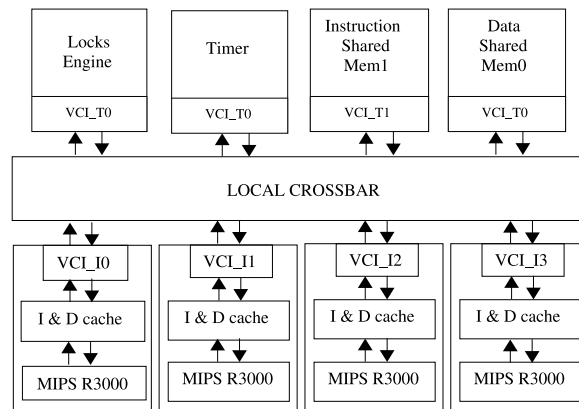 Locks
Engine
Timer
Instruction
Shared
Mem1
Data
Shared
Mem0
VCI_T0
VCI_T0
VCI_T1
VCI_T0
LOCAL CROSSBAR
VCI_I0
VCI_I1
VCI_I2
VCI_I3
I & D cache
I & D cache
I & D cache
I & D cache
MIPS R3000
MIPS R3000
MIPS R3000
MIPS R3000